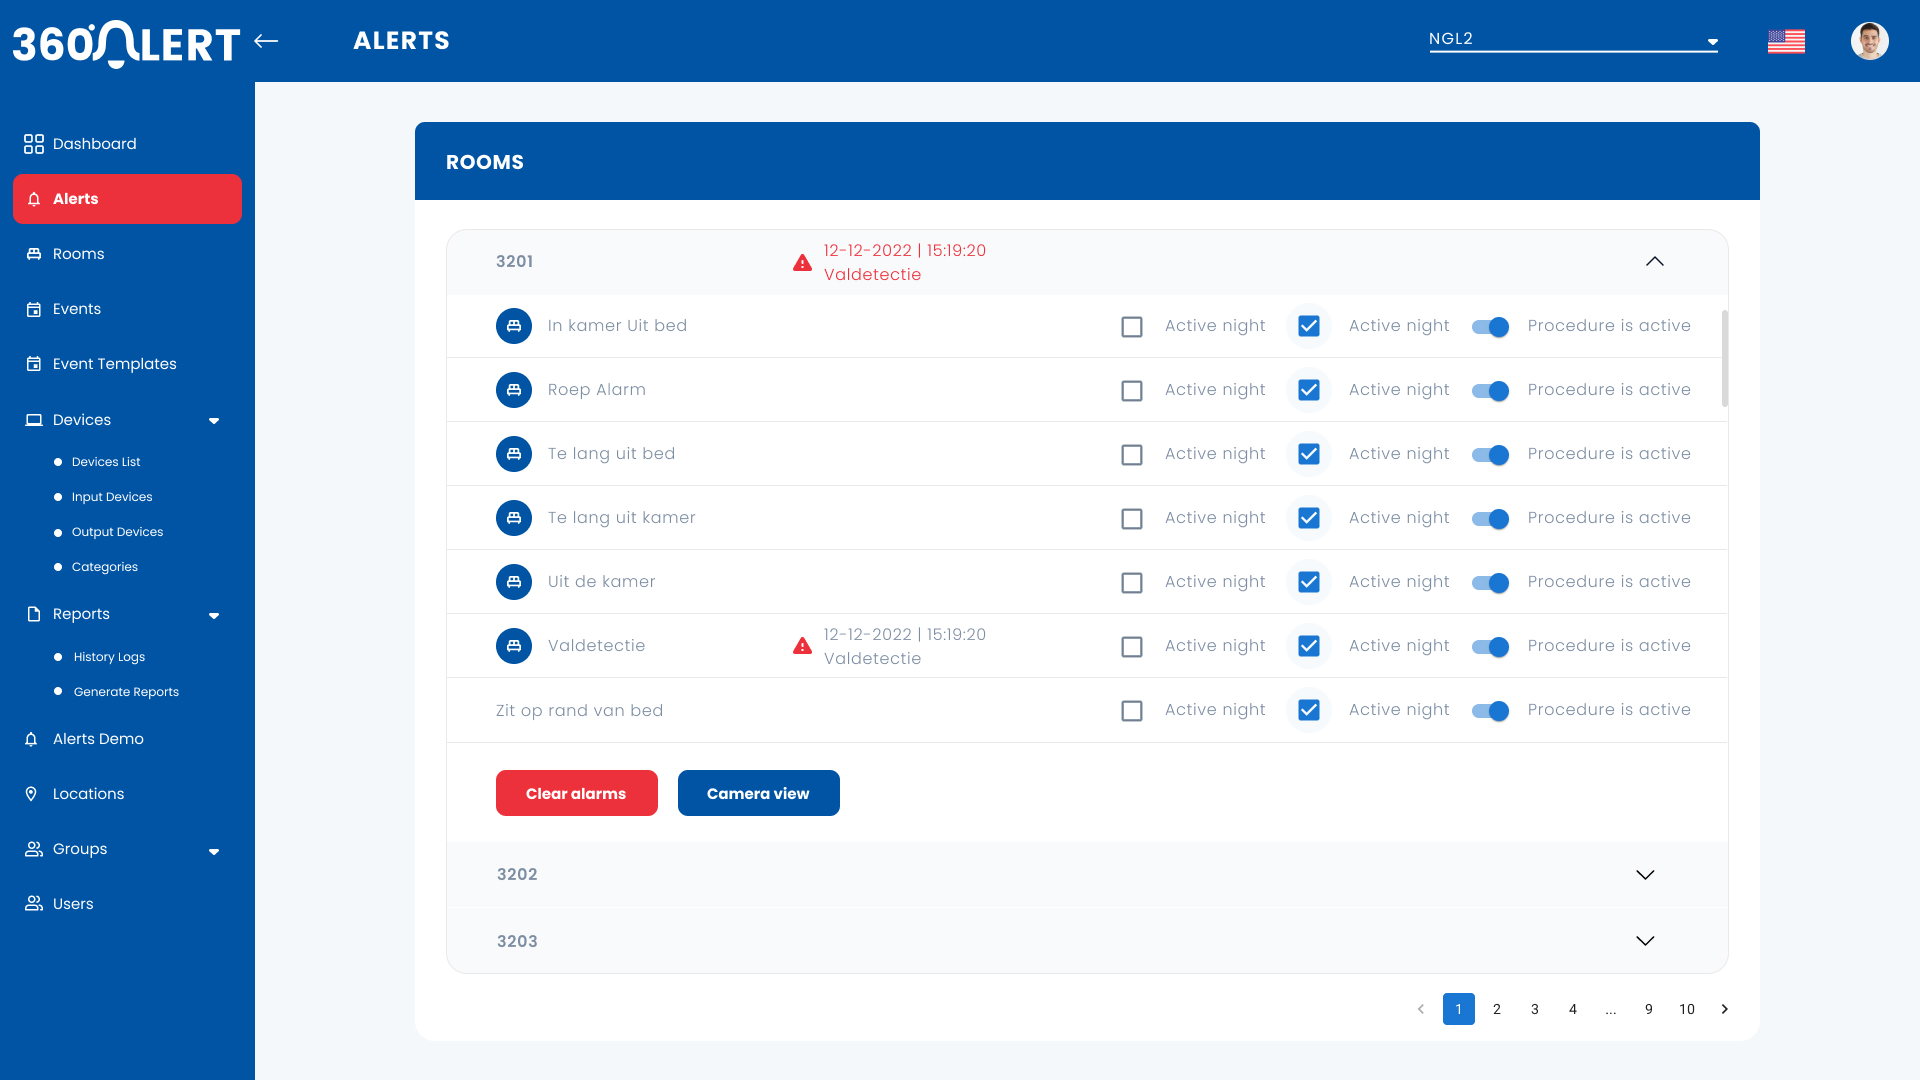 360ALERT
ALERTS
NGL2
Dashboard
Alerts
Rooms
Events
Event Templates
Devices
Devices List
Input Devices
Output Devices
Categories
Reports
History Logs
Generate Reports
Alerts Demo
Locations
Groups
Users
ROOMS
3201
12-12-2022 | 15:19:20
Valdetectie
In kamer Uit bed Active night Active night Procedure is active
Roep Alarm Active night Active night Procedure is active
Te lang uit bed Active night Active night Procedure is active
Te lang uit kamer Active night Active night Procedure is active
Uit de kamer Active night Active night Procedure is active
Valdetectie 12-12-2022 | 15:19:20 Valdetectie Active night Active night Procedure is active
Zit op rand van bed Active night Active night Procedure is active
Clear alarms Camera view
3202
3203
1 2 3 4 ... 9 10